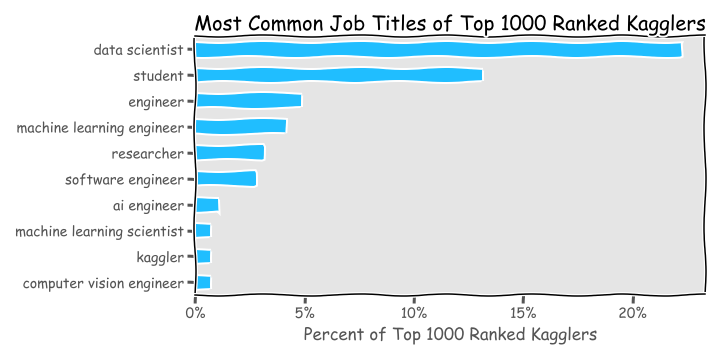 Most Common Job Titles of Top 1000 Ranked Kagglers
data scientist
student
engineer
machine learning engineer
researcher
software engineer
ai engineer
machine learning scientist
kaggler
computer vision engineer
0% 5% 10% 15% 20%
Percent of Top 1000 Ranked Kagglers